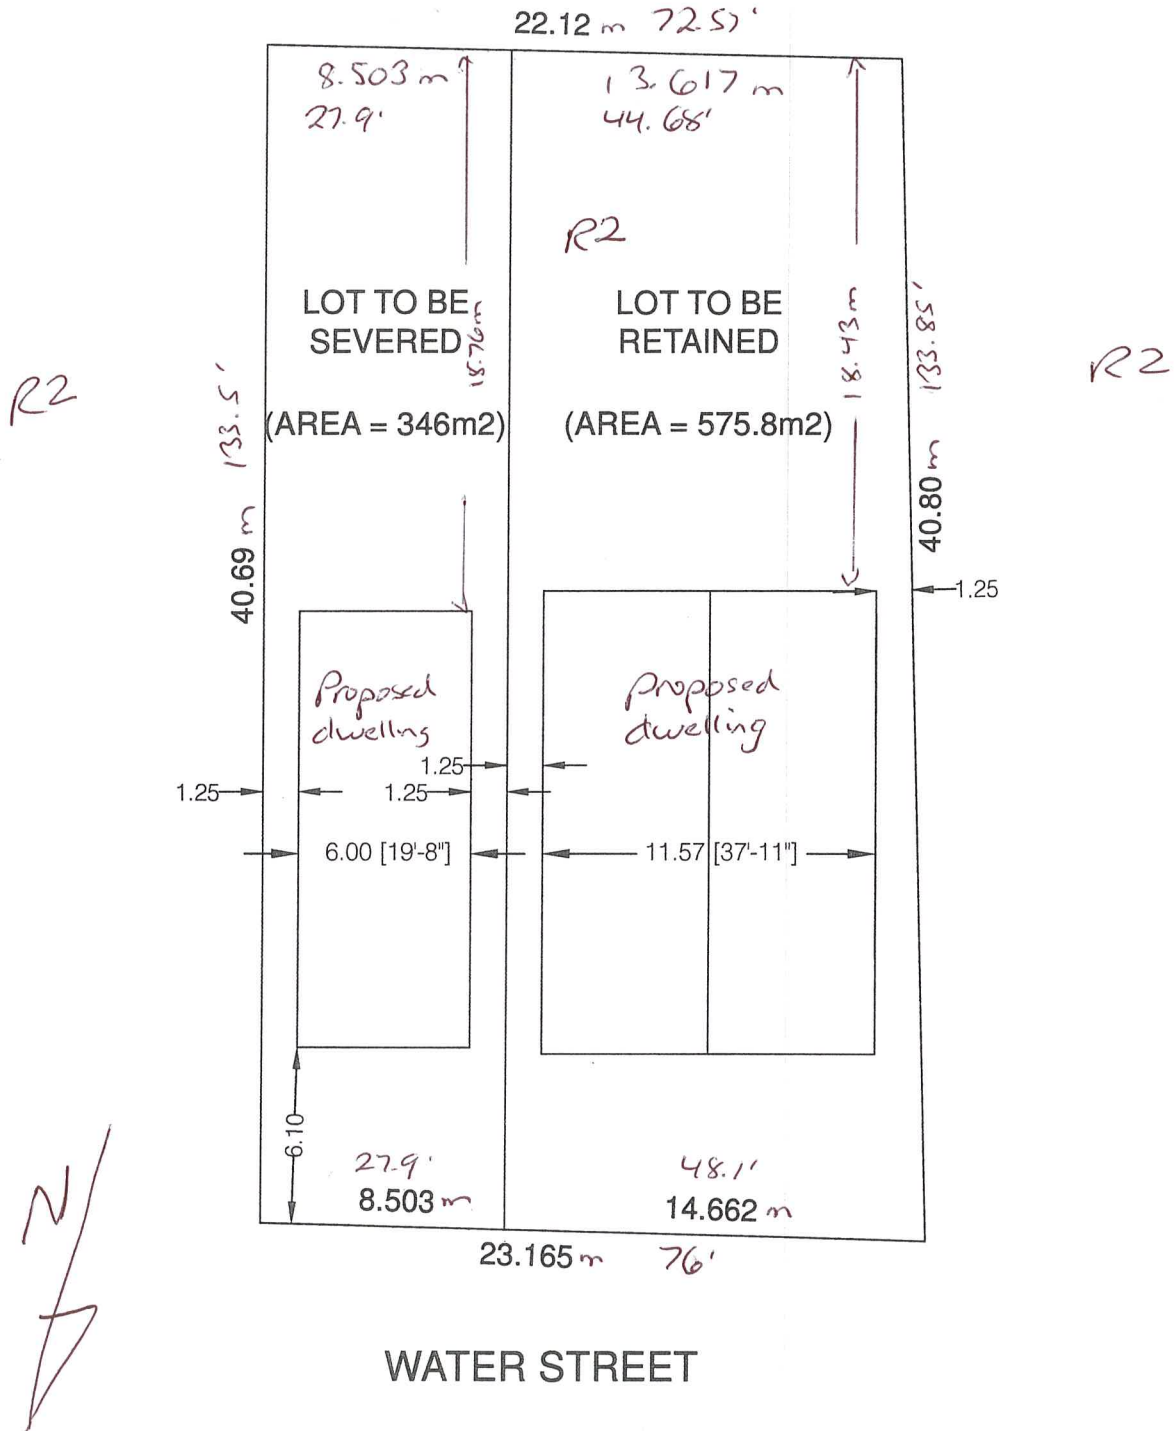 22.12 m 72.57'
8.503 m
27.9'
13.617 m
44.68'
R2
LOT TO BE
SEVERED
(AREA = 346m2)
18.76m
LOT TO BE
RETAINED
(AREA = 575.8m2)
18.43m
R2
R2
40.69 m 133.5'
40.80 m 133.85'
1.25
Proposed
dwelling
Proposed
dwelling
1.25
1.25
1.25
6.00 [19'-8"]
11.57 [37'-11"]
6.10
N
27.9'
8.503 m
48.1'
14.662 m
23.165 m 76'
WATER STREET